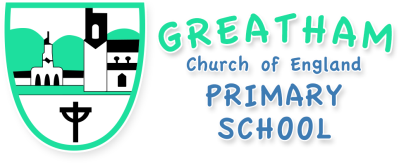 GREATHAM
Church of England
PRIMARY
SCHOOL